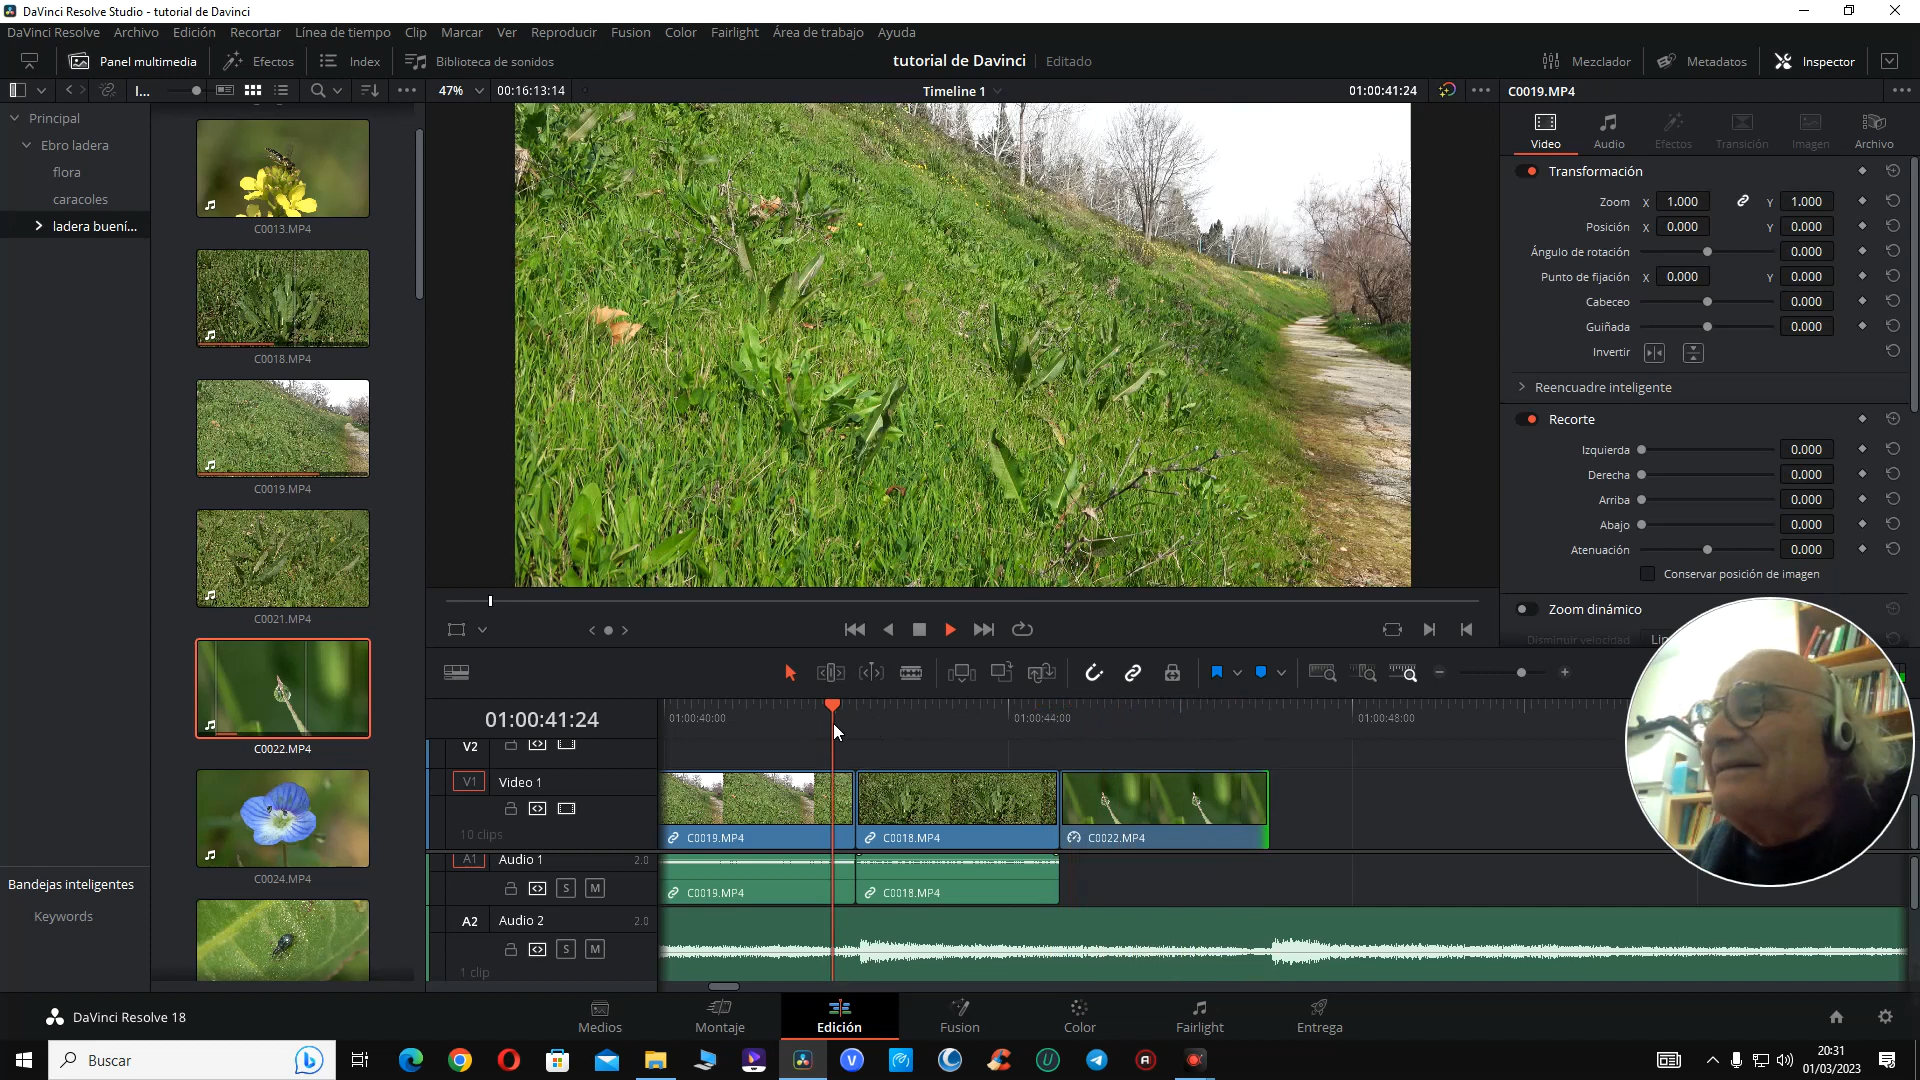 DaVinci Resolve Studio - tutorial de Davinci
DaVinci Resolve Archivo Edición Recortar Línea de tiempo Clip Marcar Ver Reproducir Fusion Color Fairlight Área de trabajo Ayuda
Panel multimedia Efectos Index Biblioteca de sonidos tutorial de Davinci Editado Mezclador Metadatos Inspector
I... 47% 00:16:13:14 Timeline 1 01:00:41:24 C0019.MP4
Principal
Ebro ladera
flora
caracoles
ladera buení...
C0013.MP4
C0018.MP4
C0019.MP4
C0021.MP4
C0022.MP4
C0024.MP4
Bandejas inteligentes
Keywords
Video Audio Efectos Transición Imagen Archivo
Transformación
Zoom X 1.000 Y 1.000
Posición X 0.000 Y 0.000
Ángulo de rotación 0.000
Punto de fijación X 0.000 Y 0.000
Cabeceo 0.000
Guiñada 0.000
Invertir
Reencuadre inteligente
Recorte
Izquierda 0.000
Derecha 0.000
Arriba 0.000
Abajo 0.000
Atenuación 0.000
Conservar posición de imagen
Zoom dinámico
Disminuir velocidad Lin
01:00:41:24 01:00:40:00 01:00:44:00 01:00:48:00
V2
V1 Video 1
10 clips
C0019.MP4 C0018.MP4 C0022.MP4
A1 Audio 1 2.0
S M
C0019.MP4 C0018.MP4
A2 Audio 2 2.0
S M
1 clip
DaVinci Resolve 18
Medios Montaje Edición Fusion Color Fairlight Entrega
Buscar
20:31
01/03/2023